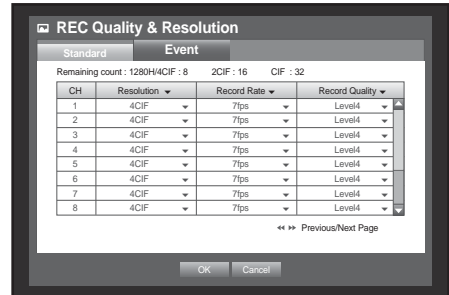 REC Quality & Resolution
Standard Event
Remaining count : 1280H/4CIF : 8 2CIF : 16 CIF : 32
CH Resolution Record Rate Record Quality
1 4CIF 7fps Level4
2 4CIF 7fps Level4
3 4CIF 7fps Level4
4 4CIF 7fps Level4
5 4CIF 7fps Level4
6 4CIF 7fps Level4
7 4CIF 7fps Level4
8 4CIF 7fps Level4
Previous/Next Page
OK Cancel